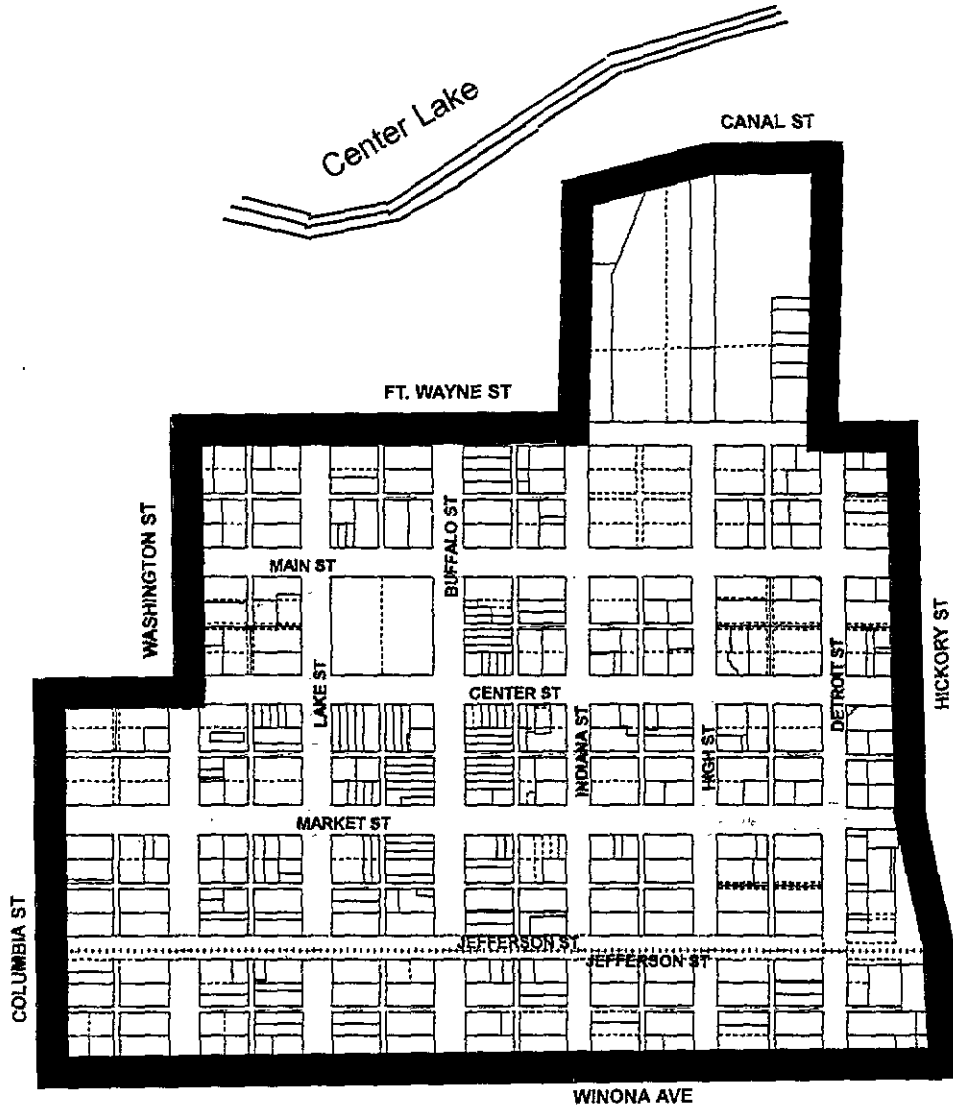 Center Lake
CANAL ST
FT. WAYNE ST
WASHINGTON ST
BUFFALO ST
MAIN ST
HICKORY ST
LAKE ST
CENTER ST
DETROIT ST
INDIANA ST
HIGH ST
MARKET ST
COLUMBIA ST
JEFFERSON ST
JEFFERSON ST
WINONA AVE